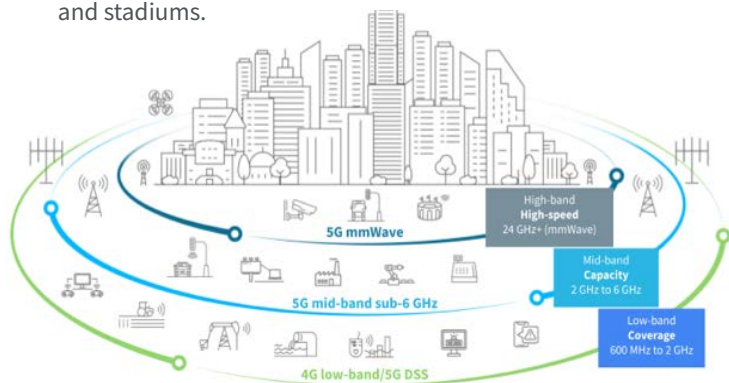 and stadiums.
High-band
High-speed
24 GHz+ (mmWave)
5G mmWave
Mid-band
Capacity
2 GHz to 6 GHz
5G mid-band sub-6 GHz
Low-band
Coverage
600 MHz to 2 GHz
4G low-band/5G DSS